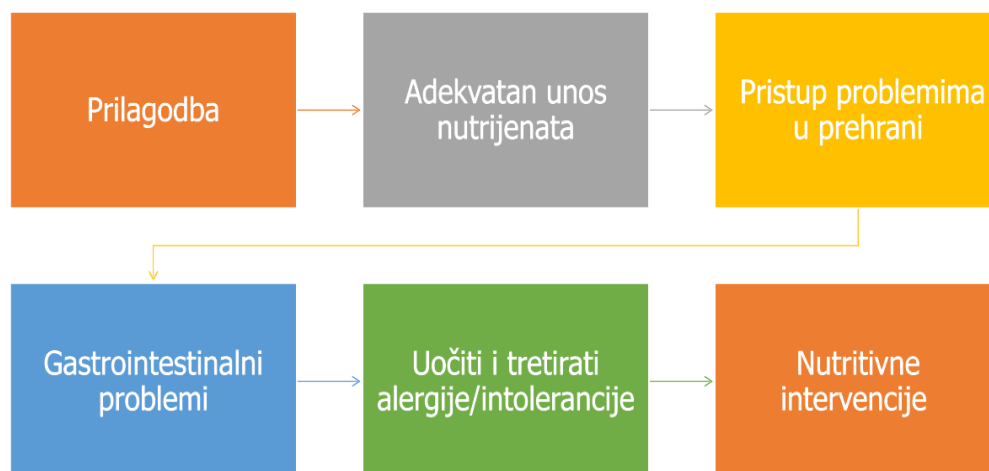 Prilagodba
Adekvatan unos
nutrijenata
Pristup problemima
u prehrani
Gastrointestinalni
problemi
Uočiti i tretirati
alergije/intolerancije
Nutritivne
intervencije